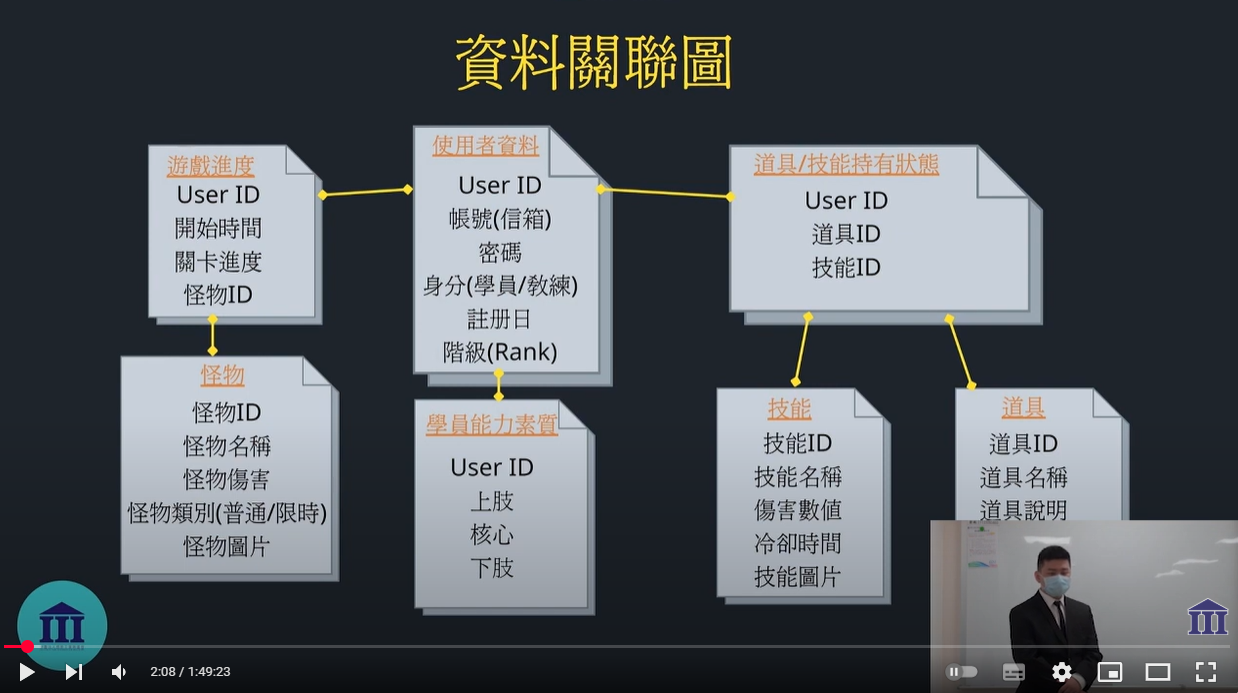 資料關聯圖
遊戲進度
User ID
開始時間
關卡進度
怪物ID
使用者資料
User ID
帳號(信箱)
密碼
身分(學員/教練)
註册日
階級(Rank)
道具/技能持有狀態
User ID
道具ID
技能ID
怪物
怪物ID
怪物名稱
怪物傷害
怪物類別(普通/限時)
怪物圖片
學員能力素質
User ID
上肢
核心
下肢
技能
技能ID
技能名稱
傷害數值
冷卻時間
技能圖片
道具
道具ID
道具名稱
道具說明
2:08 / 1:49:23